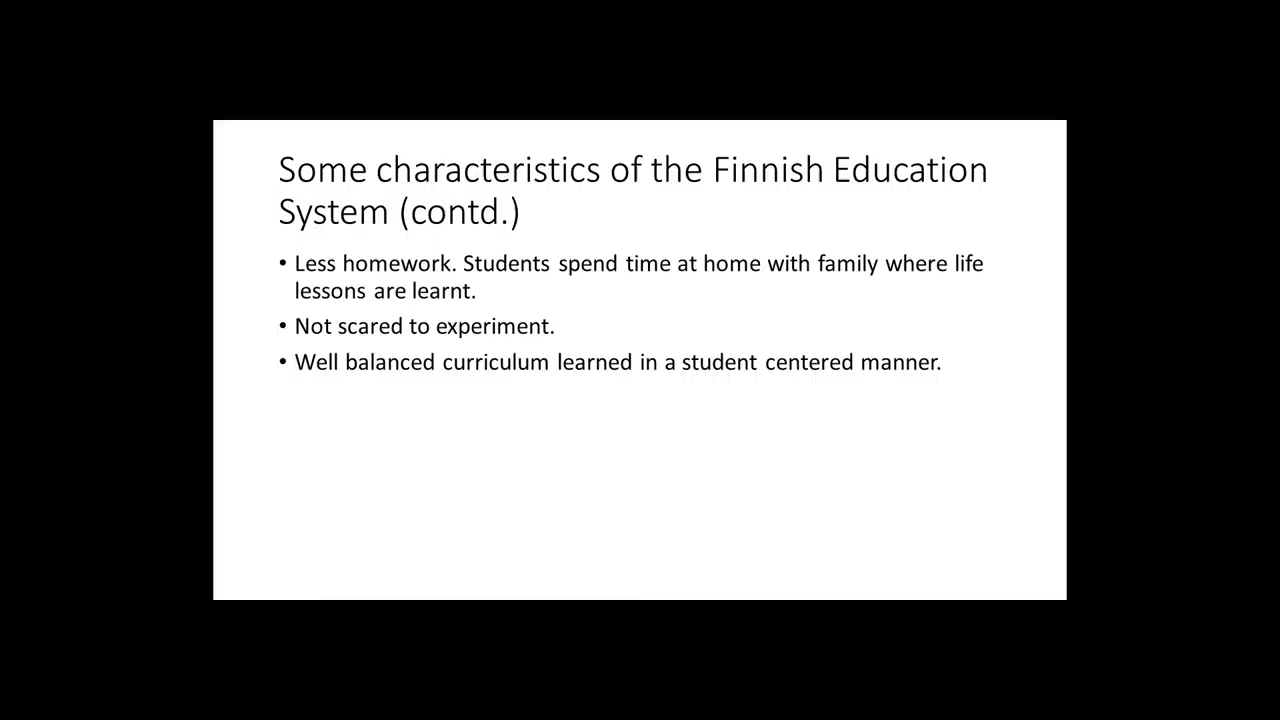 Some characteristics of the Finnish Education
System (contd.)
• Less homework. Students spend time at home with family where life
lessons are learnt.
• Not scared to experiment.
• Well balanced curriculum learned in a student centered manner.